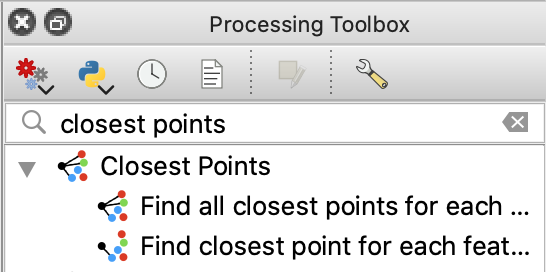 Processing Toolbox
closest points
Closest Points
Find all closest points for each ...
Find closest point for each feat...